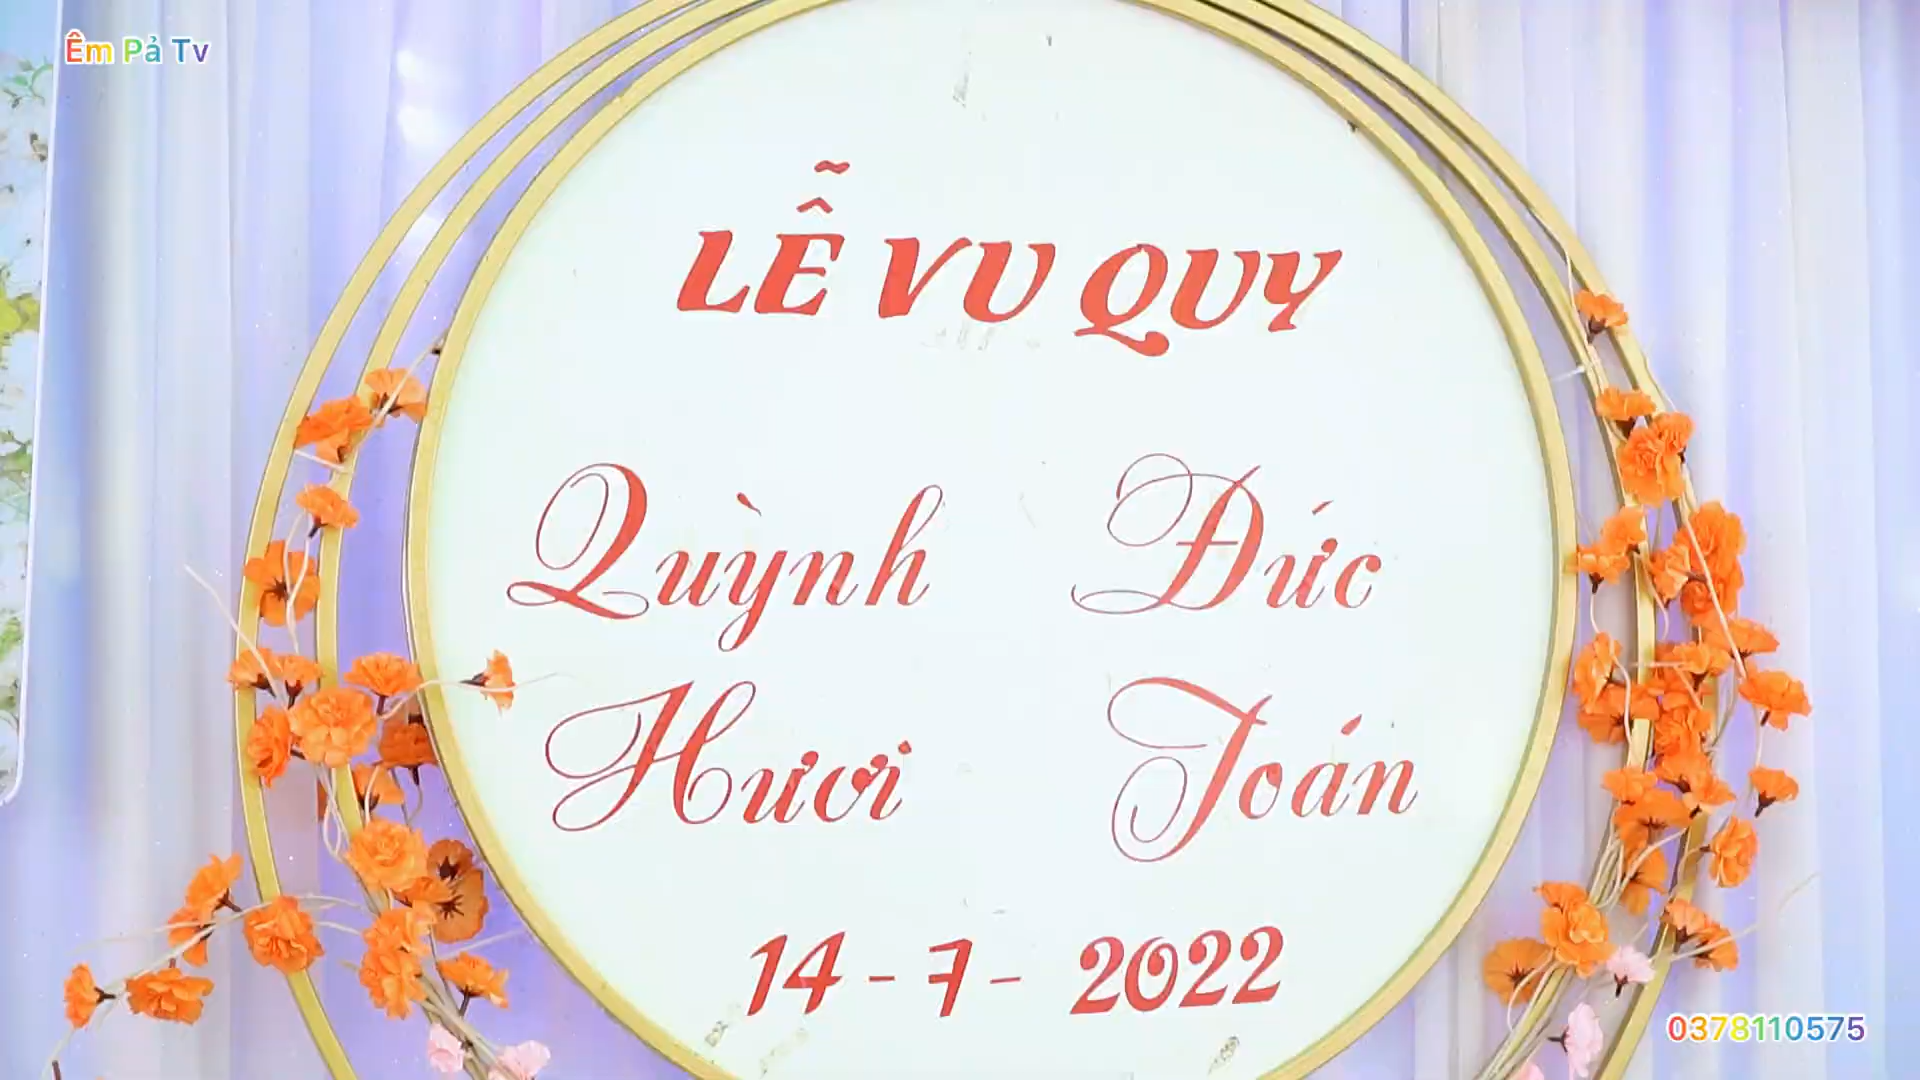 Êm Pả Tv
LỄ VU QUY
Quỳnh Đức
Hươi Toán
14 - 7 - 2022
0378110575